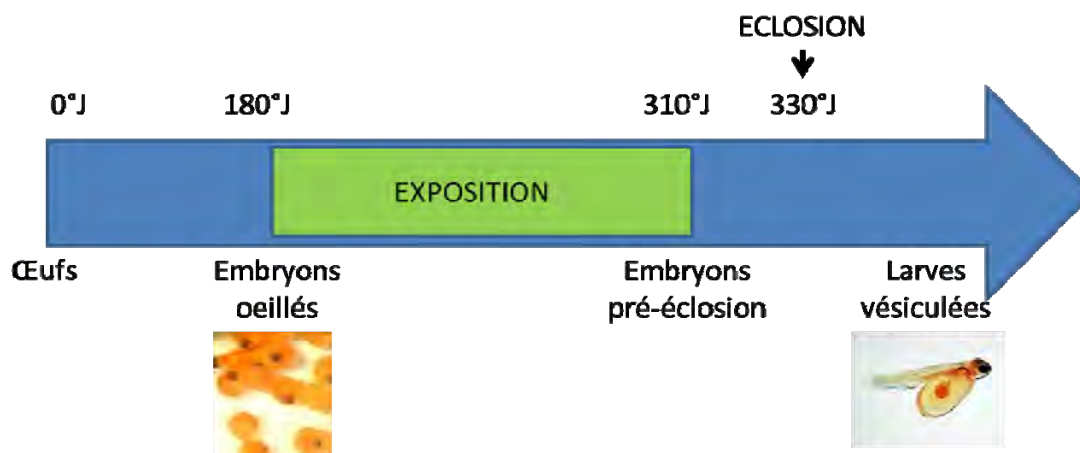 ECLOSION
0°J 180°J 310°J 330°J
EXPOSITION
Œufs Embryons oeillés Embryons pré-éclosion Larves vésiculées